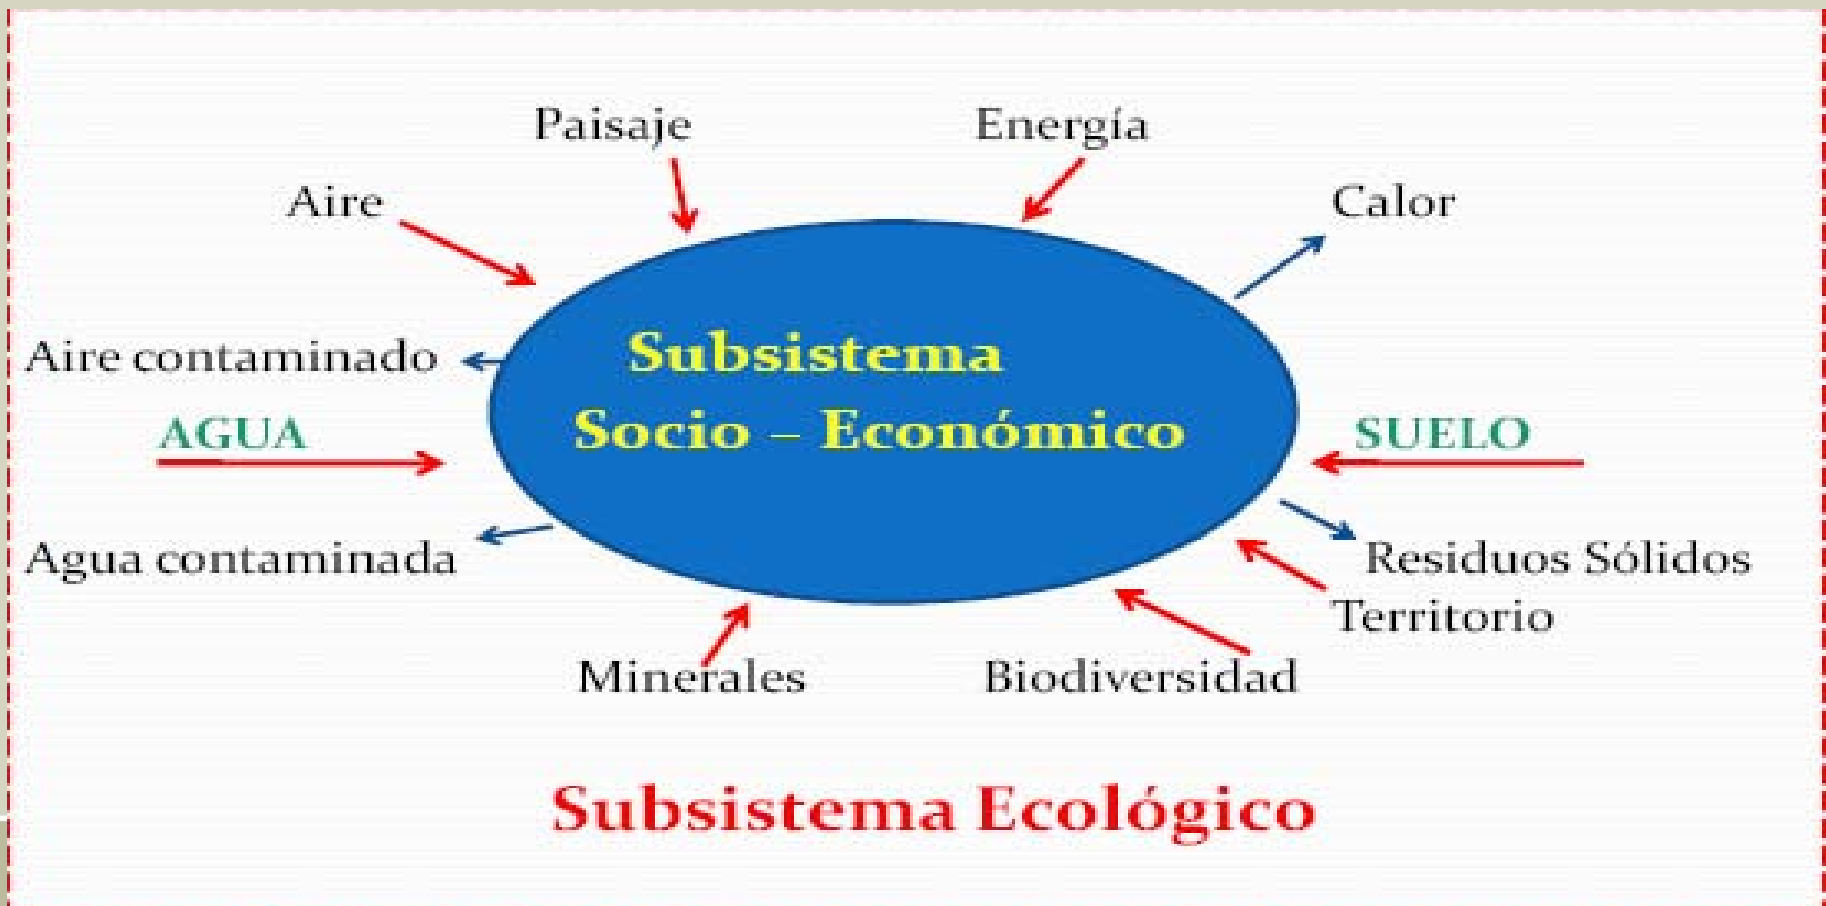 Paisaje
Energía
Aire
Calor
Aire contaminado
Subsistema
Socio – Económico
AGUA
SUELO
Agua contaminada
Residuos Sólidos
Territorio
Minerales
Biodiversidad
Subsistema Ecológico